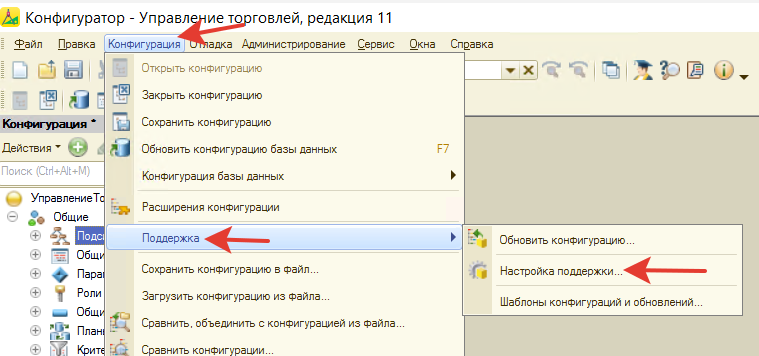 Конфигуратор - Управление торговлей, редакция 11
Файл Правка Конфигурация Отладка Администрирование Сервис Окна Справка
Открыть конфигурацию
Закрыть конфигурацию
Сохранить конфигурацию
Обновить конфигурацию базы данных F7
Конфигурация базы данных
Расширения конфигурации
Поддержка
Сохранить конфигурацию в файл...
Загрузить конфигурацию из файла...
Сравнить, объединить с конфигурацией из файла...
Сравнить конфигурации...
Обновить конфигурацию...
Настройка поддержки...
Шаблоны конфигураций и обновлений...
Конфигурация *
Действия
Поиск (Ctrl+Alt+M)
УправлениеТо
Общие
Подси
Общи
Парам
Роли
Общи
Планы
Крите